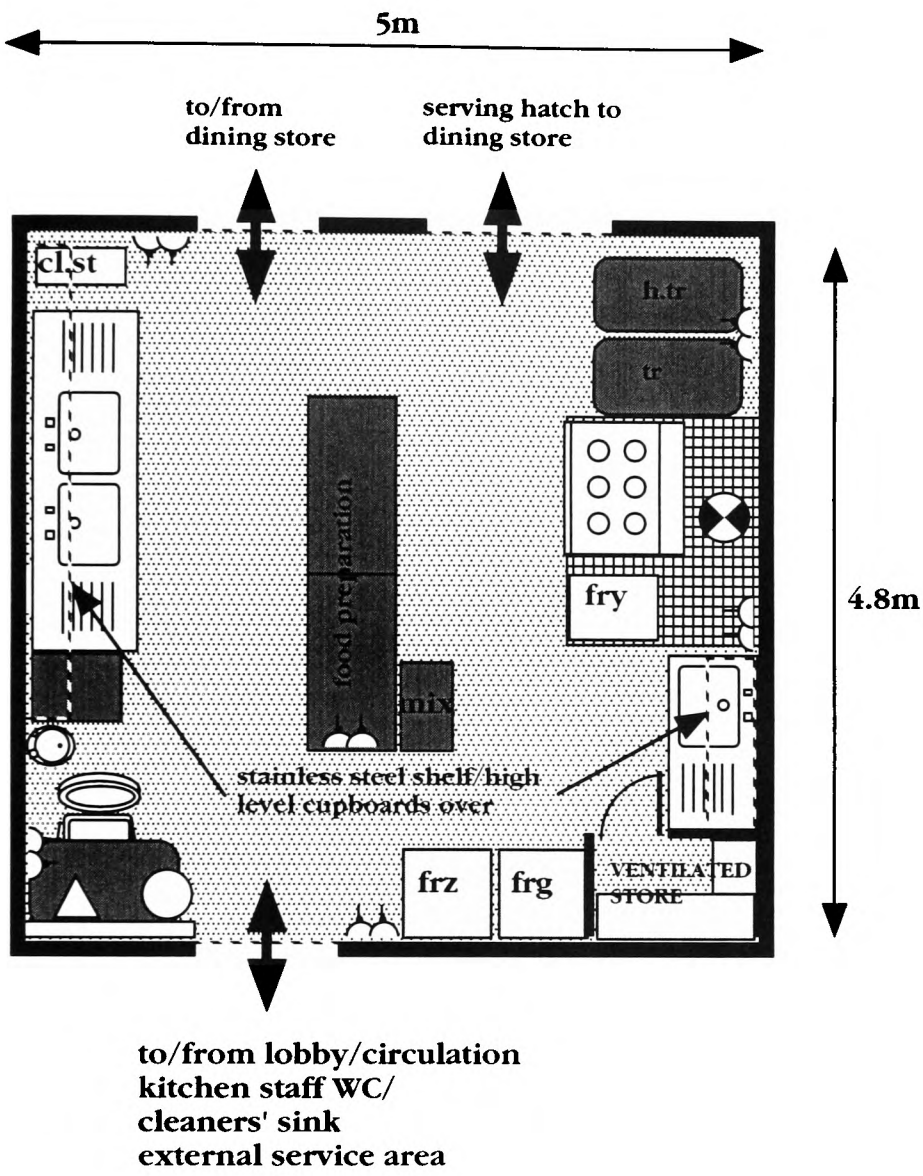 5m
to/from
dining store
serving hatch to
dining store
cl.st
h.tr
tr
food preparation
fry
4.8m
mix
stainless steel shelf/high
level cupboards over
frz
frg
VENTILATED
STORE
to/from lobby/circulation
kitchen staff WC/
cleaners' sink
external service area